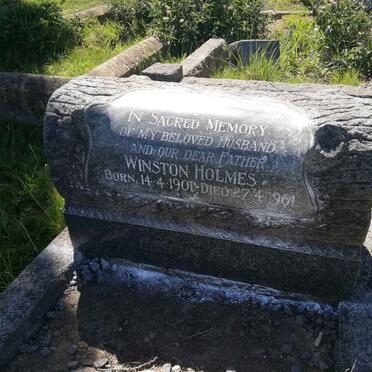 In Sacred Memory
of my beloved Husband
and our dear Father
Winston Holmes
Born 14·4·1901 Died 27·4·1961